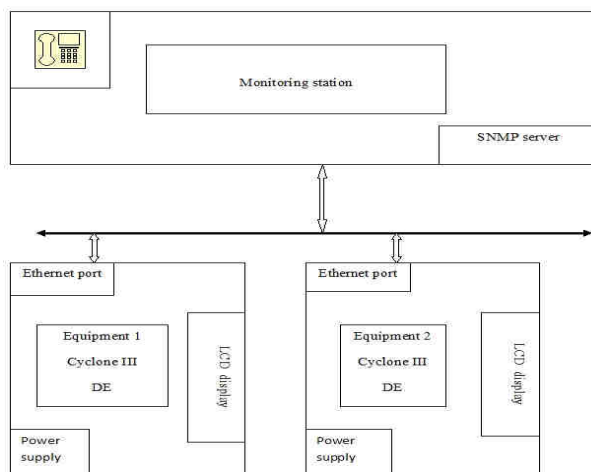 Monitoring station
SNMP server
Ethernet port
Equipment 1
Cyclone III
DE
LCD display
Power
supply
Ethernet port
Equipment 2
Cyclone III
DE
LCD display
Power
supply